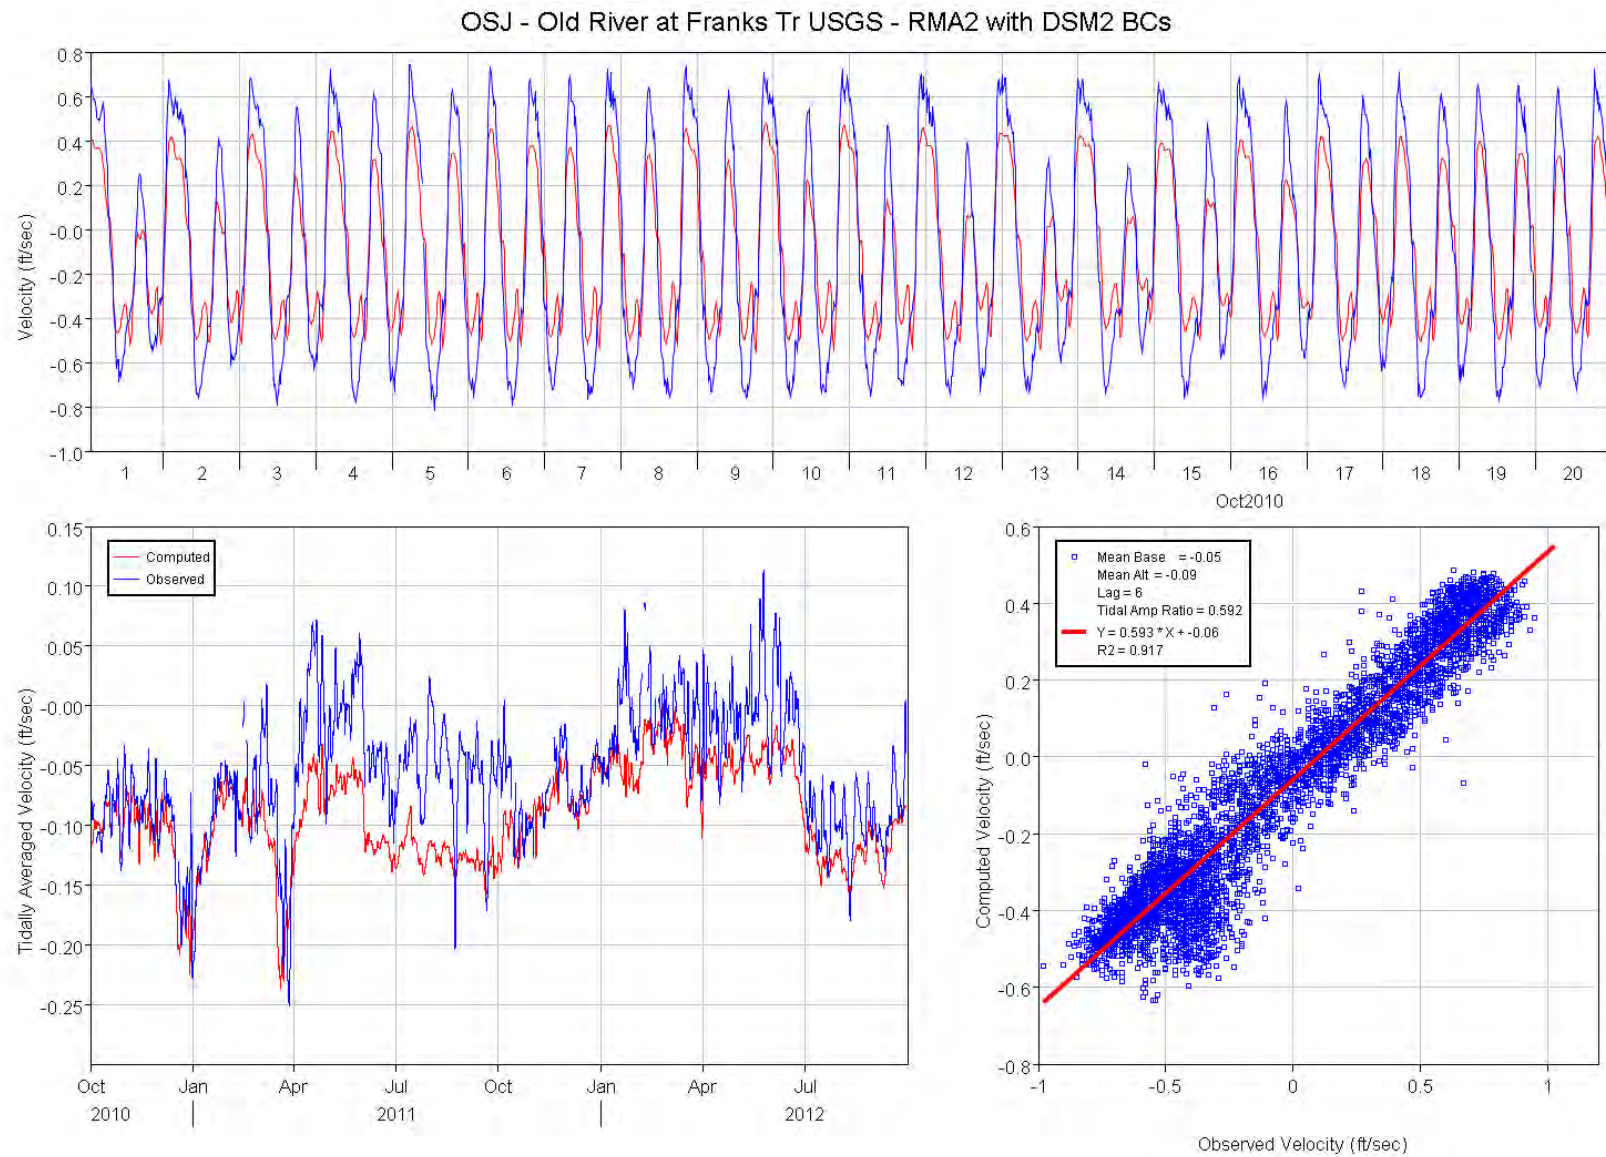 OSJ - Old River at Franks Tr USGS - RMA2 with DSM2 BCs
0.8
0.6
0.4
0.2
-0.0
-0.2
-0.4
-0.6
-0.8
-1.0
Velocity (ft/sec)
1 2 3 4 5 6 7 8 9 10 11 12 13 14 15 16 17 18 19 20
Oct2010
0.15
0.10
0.05
-0.00
-0.05
-0.10
-0.15
-0.20
-0.25
Tidally Averaged Velocity (ft/sec)
Computed
Observed
Oct Jan Apr Jul Oct Jan Apr Jul
2010 2011 2012
0.6
0.4
0.2
0.0
-0.2
-0.4
-0.6
-0.8
Computed Velocity (ft/sec)
Mean Base = -0.05
Mean Alt = -0.09
Lag = 6
Tidal Amp Ratio = 0.592
Y = 0.593 * X + -0.06
R2 = 0.917
-1 -0.5 0 0.5 1
Observed Velocity (ft/sec)